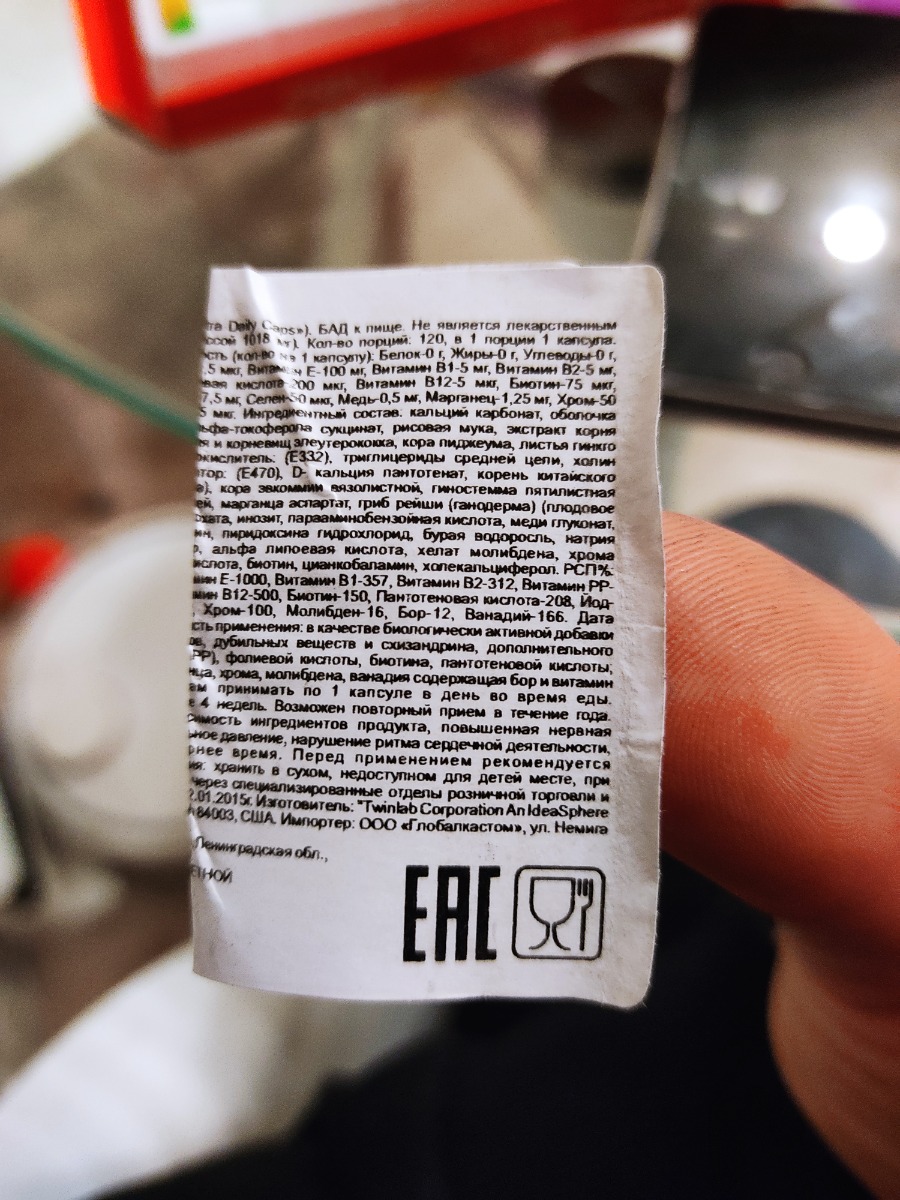 Daily Caps»). БАД к пище. Не является лекарственным
1018 мг). Кол-во порций: 120, в 1 порции 1 капсула.
(кол-во на 1 капсулу): Белок-0 г, Жиры-0 г, Углеводы-0 г,
мкг, Витамин Е-100 мг, Витамин В1-5 мг, Витамин В2-5 мг,
кислота-200 мкг, Витамин В12-5 мкг, Биотин-75 мкг,
7,5 мг, Селен-50 мкг, Медь-0,5 мг, Марганец-1,25 мг, Хром-50
5 мкг. Ингредиентный состав: кальций карбонат, оболочка
сукцинат, рисовая мука, экстракт корня
и корневищ элеутерококка, кора пиджеума, листья гинкго
(Е332), триглицериды средней цепи, холин
(Е470), D- кальция пантотенат, корень китайского
кора эвкоммии вязолистной, гиностемма пятилистная
марганца аспартат, гриб рейши (ганодерма) (плодовое
инозит, парааминобензойная кислота, меди глюконат,
пиридоксина гидрохлорид, бурая водоросль, натрия
альфа липоевая кислота, хелат молибдена, хрома
биотин, цианкобаламин, холекальциферол. РСП%:
Е-1000, Витамин В1-357, Витамин В2-312, Витамин РР-
В12-500, Биотин-150, Пантотеновая кислота-208, Йод-
, Хром-100, Молибден-16, Бор-12, Ванадий-166. Дата
применения: в качестве биологически активной добавки
дубильных веществ и схизандрина, дополнительного
РР), фолиевой кислоты, биотина, пантотеновой кислоты;
хрома, молибдена, ванадия содержащая бор и витамин
принимать по 1 капсуле в день во время еды.
4 недель. Возможен повторный прием в течение года.
ингредиентов продукта, повышенная нервная
давление, нарушение ритма сердечной деятельности,
время. Перед применением рекомендуется
хранить в сухом, недоступном для детей месте, при
через специализированные отделы розничной торговли и
2.01.2015г. Изготовитель: "Twinlab Corporation An IdeaSphere
84003, США. Импортер: ООО «Глобалкастом», ул. Немига
Ленинградская обл.,
EAC